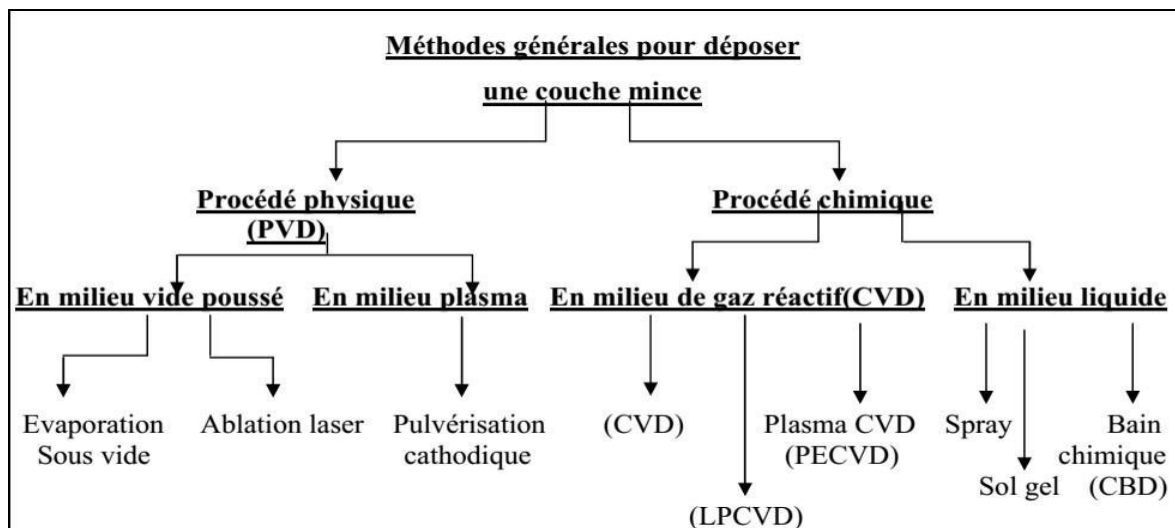 Méthodes générales pour déposer
une couche mince
Procédé physique
(PVD)
Procédé chimique
En milieu vide poussé
En milieu plasma
En milieu de gaz réactif(CVD)
En milieu liquide
Evaporation
Sous vide
Ablation laser
Pulvérisation
cathodique
(CVD)
(LPCVD)
Plasma CVD
(PECVD)
Spray
Sol gel
Bain
chimique
(CBD)